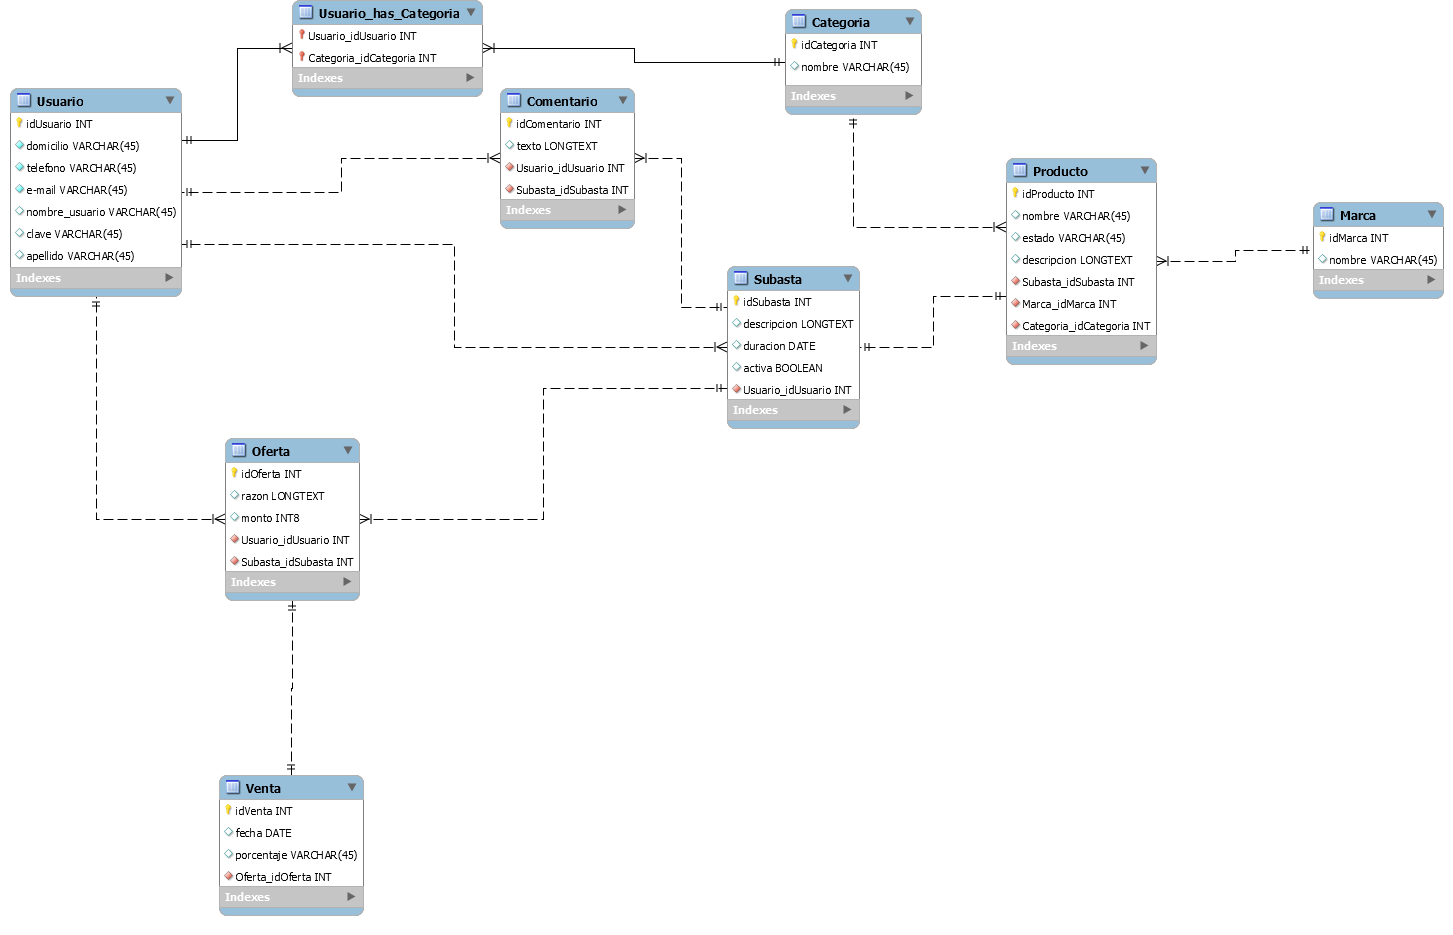 Usuario_has_Categoria
Usuario_idUsuario INT
Categoria_idCategoria INT
Indexes
Categoria
idCategoria INT
nombre VARCHAR(45)
Indexes
Usuario
idUsuario INT
domicilio VARCHAR(45)
telefono VARCHAR(45)
e-mail VARCHAR(45)
nombre_usuario VARCHAR(45)
clave VARCHAR(45)
apellido VARCHAR(45)
Indexes
Comentario
idComentario INT
texto LONGTEXT
Usuario_idUsuario INT
Subasta_idSubasta INT
Indexes
Producto
idProducto INT
nombre VARCHAR(45)
estado VARCHAR(45)
descripcion LONGTEXT
Subasta_idSubasta INT
Marca_idMarca INT
Categoria_idCategoria INT
Indexes
Marca
idMarca INT
nombre VARCHAR(45)
Indexes
Subasta
idSubasta INT
descripcion LONGTEXT
duracion DATE
activa BOOLEAN
Usuario_idUsuario INT
Indexes
Oferta
idOferta INT
razon LONGTEXT
monto INT8
Usuario_idUsuario INT
Subasta_idSubasta INT
Indexes
Venta
idVenta INT
fecha DATE
porcentaje VARCHAR(45)
Oferta_idOferta INT
Indexes